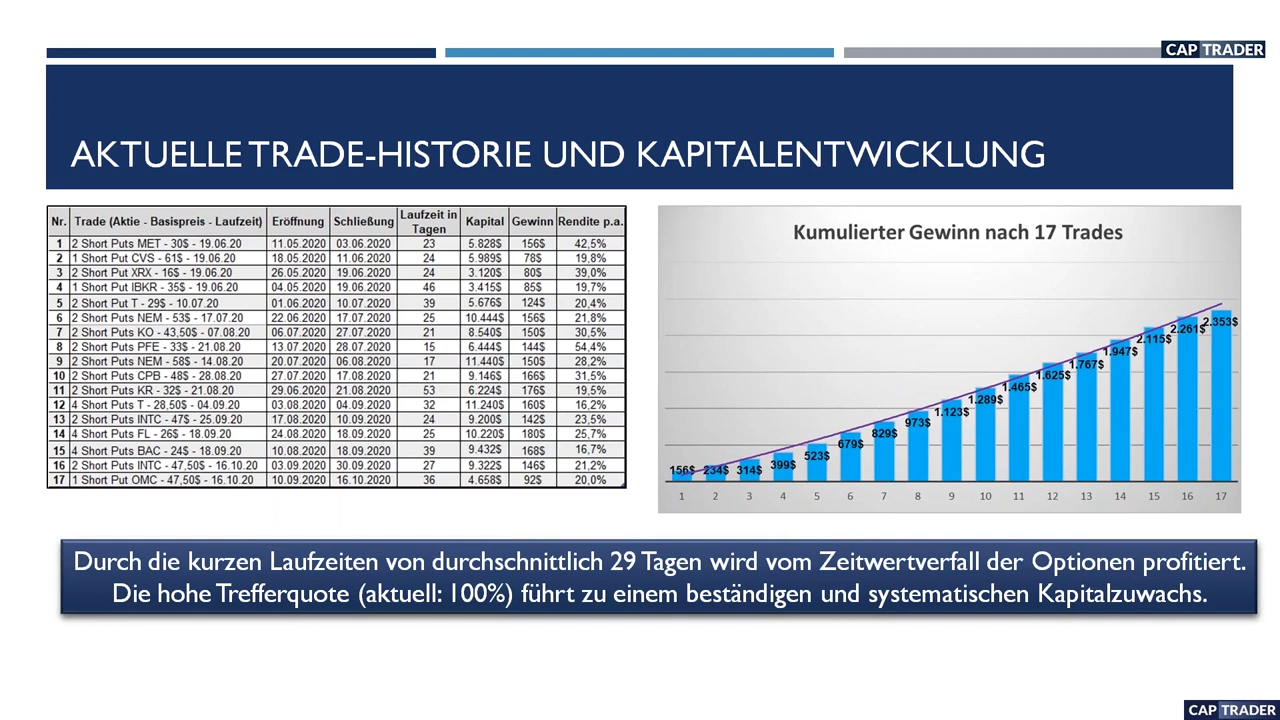 CAP TRADER
AKTUELLE TRADE-HISTORIE UND KAPITALENTWICKLUNG
Nr. Trade (Aktie - Basispreis - Laufzeit) Eröffnung Schließung Laufzeit in Tagen Kapital Gewinn Rendite p.a.
1 2 Short Puts MET - 30$ - 19.06.20 11.05.2020 03.06.2020 23 5.828$ 156$ 42,5%
2 1 Short Put CVS - 61$ - 19.06.20 18.05.2020 11.06.2020 24 5.989$ 78$ 19,8%
3 2 Short Put XRX - 16$ - 19.06.20 26.05.2020 19.06.2020 24 3.120$ 80$ 39,0%
4 1 Short Put IBKR - 35$ - 19.06.20 04.05.2020 19.06.2020 46 3.415$ 85$ 19,7%
5 2 Short Put T - 29$ - 10.07.20 01.06.2020 10.07.2020 39 5.676$ 124$ 20,4%
6 2 Short Puts NEM - 53$ - 17.07.20 22.06.2020 17.07.2020 25 10.444$ 156$ 21,8%
7 2 Short Puts KO - 43,50$ - 07.08.20 06.07.2020 27.07.2020 21 8.540$ 150$ 30,5%
8 2 Short Puts PFE - 33$ - 21.08.20 13.07.2020 28.07.2020 15 6.444$ 144$ 54,4%
9 2 Short Puts NEM - 58$ - 14.08.20 20.07.2020 06.08.2020 17 11.440$ 150$ 28,2%
10 2 Short Puts CPB - 48$ - 28.08.20 27.07.2020 17.08.2020 21 9.146$ 166$ 31,5%
11 2 Short Puts KR - 32$ - 21.08.20 29.06.2020 21.08.2020 53 6.224$ 176$ 19,5%
12 4 Short Puts T - 28,50$ - 04.09.20 03.08.2020 04.09.2020 32 11.240$ 160$ 16,2%
13 2 Short Puts INTC - 47$ - 25.09.20 17.08.2020 10.09.2020 24 9.200$ 142$ 23,5%
14 4 Short Puts FL - 26$ - 18.09.20 24.08.2020 18.09.2020 25 10.220$ 180$ 25,7%
15 4 Short Puts BAC - 24$ - 18.09.20 10.08.2020 18.09.2020 39 9.432$ 168$ 16,7%
16 2 Short Puts INTC - 47,50$ - 16.10.20 03.09.2020 30.09.2020 27 9.322$ 146$ 21,2%
17 1 Short Put OMC - 47,50$ - 16.10.20 10.09.2020 16.10.2020 36 4.658$ 92$ 20,0%
Kumulierter Gewinn nach 17 Trades
156$ 234$ 314$ 399$ 523$ 679$ 829$ 973$ 1.123$ 1.289$ 1.465$ 1.625$ 1.767$ 1.947$ 2.115$ 2.261$ 2.353$
1 2 3 4 5 6 7 8 9 10 11 12 13 14 15 16 17
Durch die kurzen Laufzeiten von durchschnittlich 29 Tagen wird vom Zeitwertverfall der Optionen profitiert.
Die hohe Trefferquote (aktuell: 100%) führt zu einem beständigen und systematischen Kapitalzuwachs.
CAP TRADER